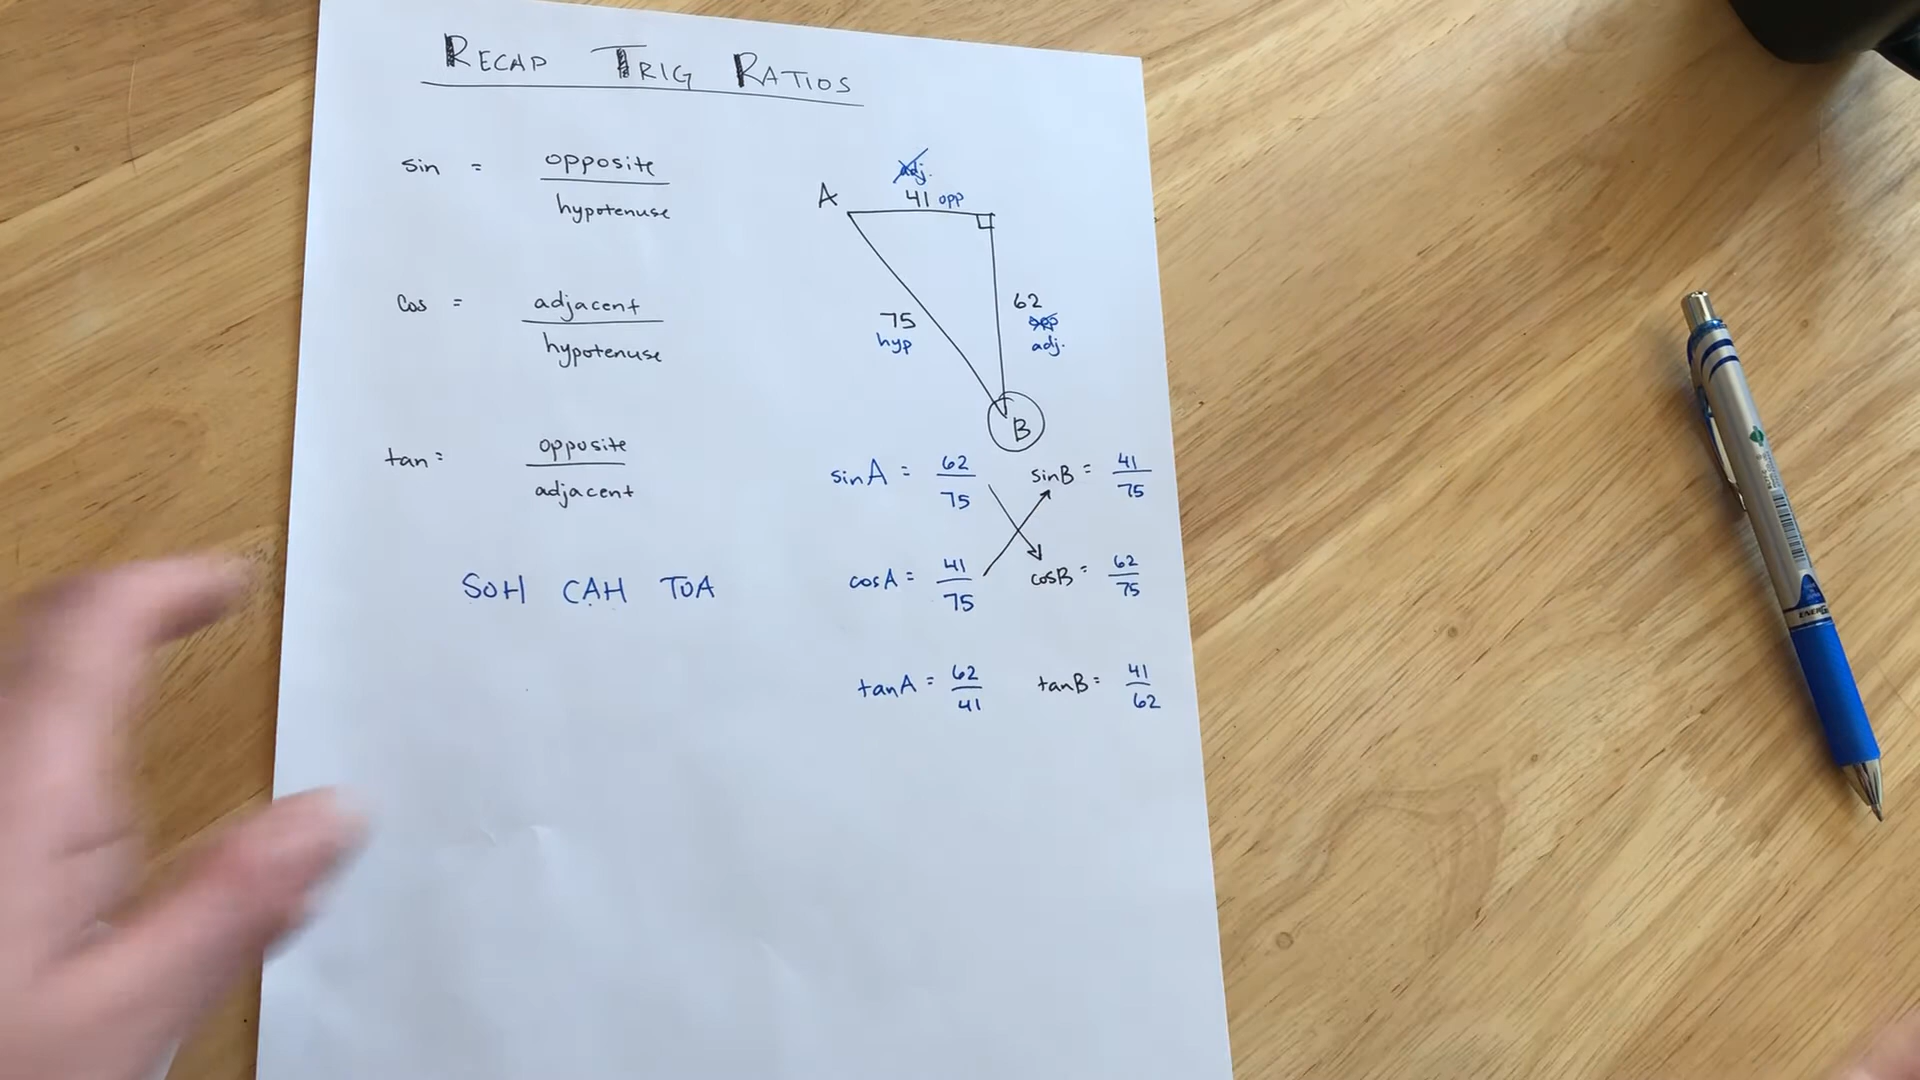 RECAP TRIG RATIOS
sin = opposite
hypotenuse
cos = adjacent
hypotenuse
tan = opposite
adjacent
SOH CAH TOA
adj.
A 41 opp
62
75 opp
hyp adj.
B
sinA = 62/75 sinB = 41/75
cosA = 41/75 cosB = 62/75
tanA = 62/41 tanB = 41/62